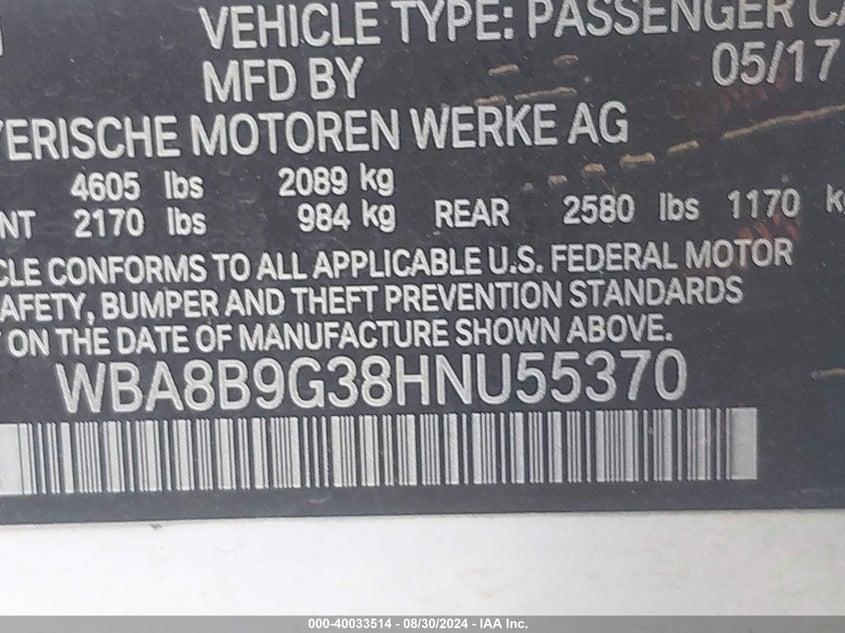 VEHICLE TYPE: PASSENGER
MFD BY 05/17
ERISCHE MOTOREN WERKE AG
4605 lbs 2089 kg
NT 2170 lbs 984 kg REAR 2580 lbs 1170 k
CLE CONFORMS TO ALL APPLICABLE U.S. FEDERAL MOTOR
AFETY, BUMPER AND THEFT PREVENTION STANDARDS
ON THE DATE OF MANUFACTURE SHOWN ABOVE.
WBA8B9G38HNU55370
000-40033514 - 08/30/2024 - IAA Inc.